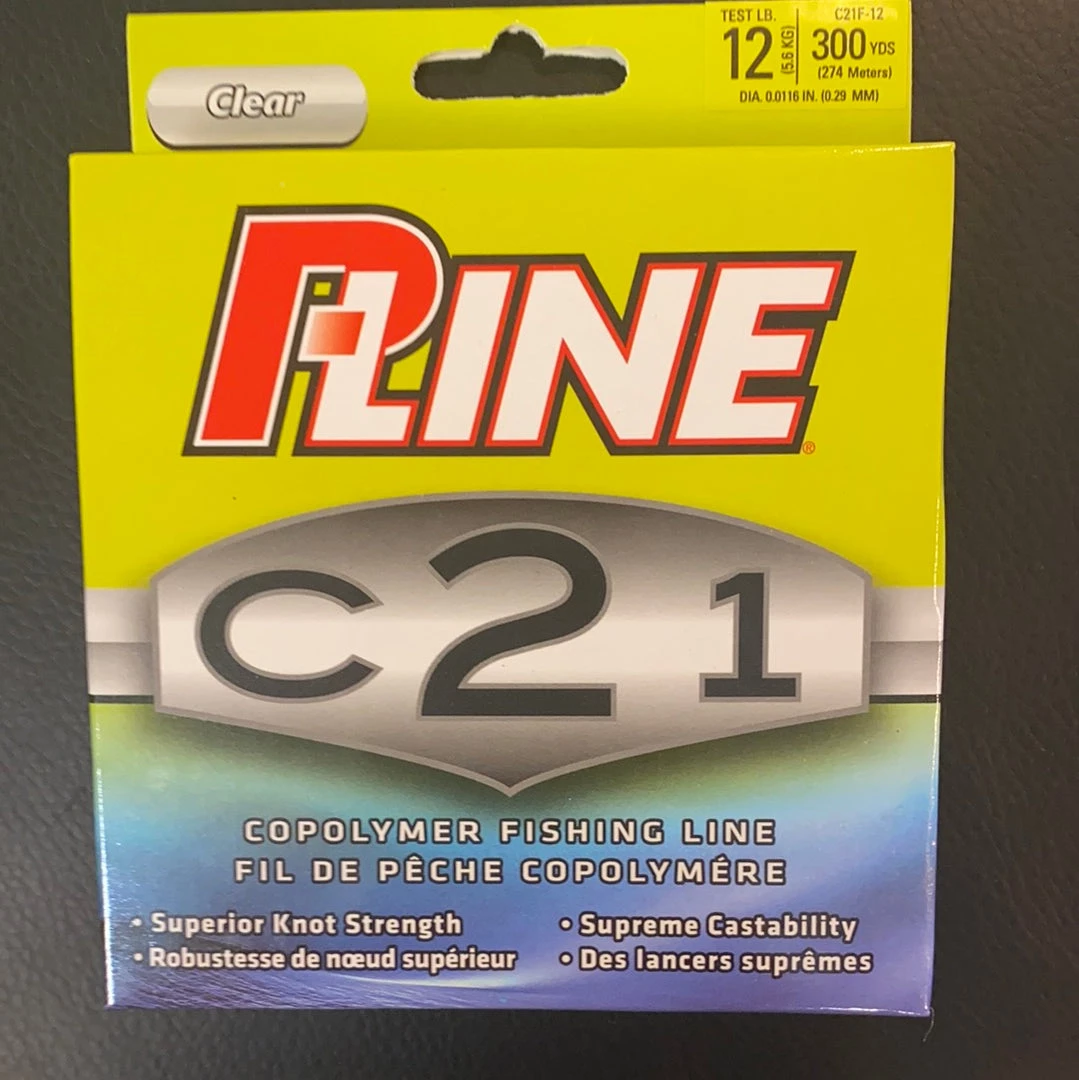 Clear
TEST LB. C21F-12
12 (5.6 KG) 300 YDS
(274 Meters)
DIA. 0.0116 IN. (0.29 MM)
P-LINE®
C21
COPOLYMER FISHING LINE
FIL DE PÊCHE COPOLYMÉRE
• Superior Knot Strength • Supreme Castability
• Robustesse de nœud supérieur • Des lancers suprêmes